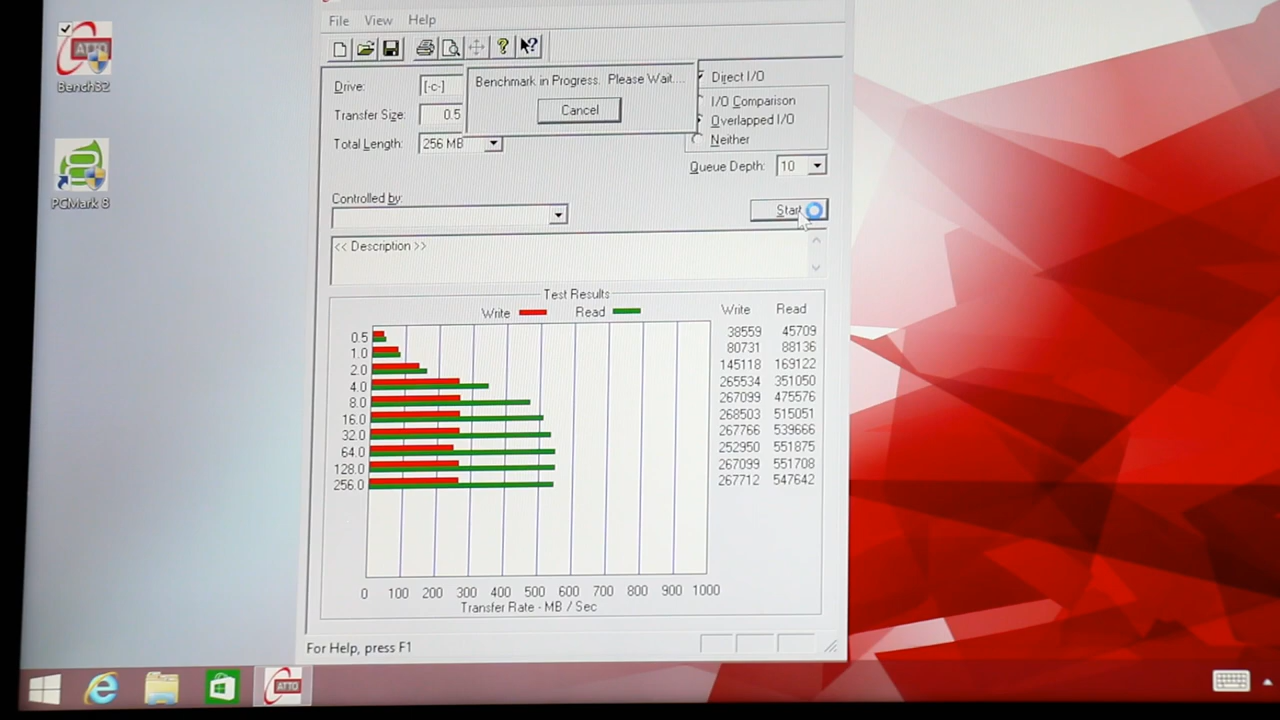 File View Help
ATTO
Bench32
PCMark 8
Drive: [-c-]
Benchmark in Progress. Please Wait....
Cancel
Direct I/O
I/O Comparison
Overlapped I/O
Neither
Transfer Size: 0.5
Total Length: 256 MB
Queue Depth: 10
Controlled by:
Start
<< Description >>
Test Results
Write Read
Write Read
0.5 38559 45709
1.0 80731 88136
2.0 145118 169122
4.0 265534 351050
8.0 267099 475576
16.0 268503 515051
32.0 267766 539666
64.0 252950 551875
128.0 267099 551708
256.0 267712 547642
0 100 200 300 400 500 600 700 800 900 1000
Transfer Rate - MB / Sec
For Help, press F1
ATTO